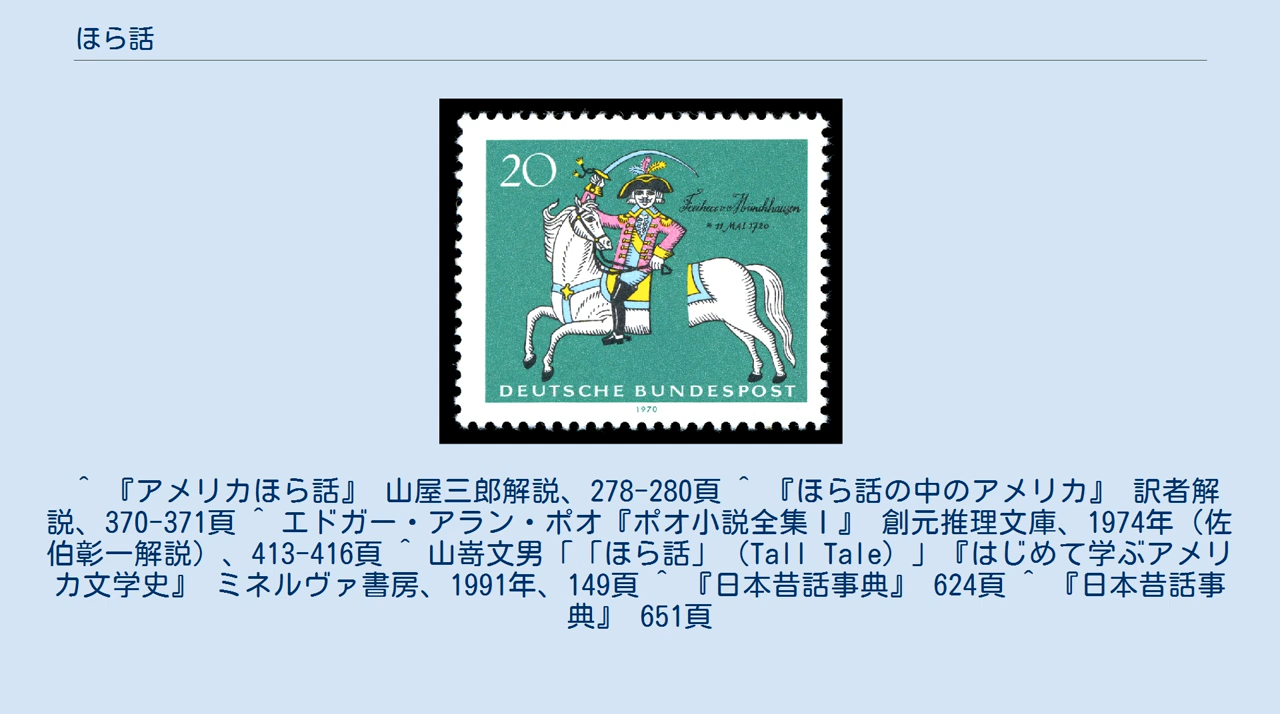 ほら話
20
Freiherr v. Münchhausen
* 11. MAI 1720
DEUTSCHE BUNDESPOST
1970
^ 『アメリカほら話』 山屋三郎解説、278-280頁 ^ 『ほら話の中のアメリカ』 訳者解
説、370-371頁 ^ エドガー・アラン・ポオ『ポオ小説全集Ⅰ』 創元推理文庫、1974年（佐
伯彰一解説）、413-416頁 ^ 山嵜文男「「ほら話」（Tall Tale）」『はじめて学ぶアメリ
カ文学史』 ミネルヴァ書房、1991年、149頁 ^ 『日本昔話事典』 624頁 ^ 『日本昔話事
典』 651頁